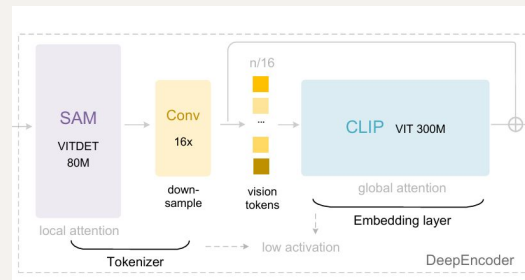 n/16
SAM
VITDET
80M
Conv
16x
...
CLIP VIT 300M
down-
sample
vision
tokens
global attention
Embedding layer
local attention
Tokenizer
low activation
DeepEncoder